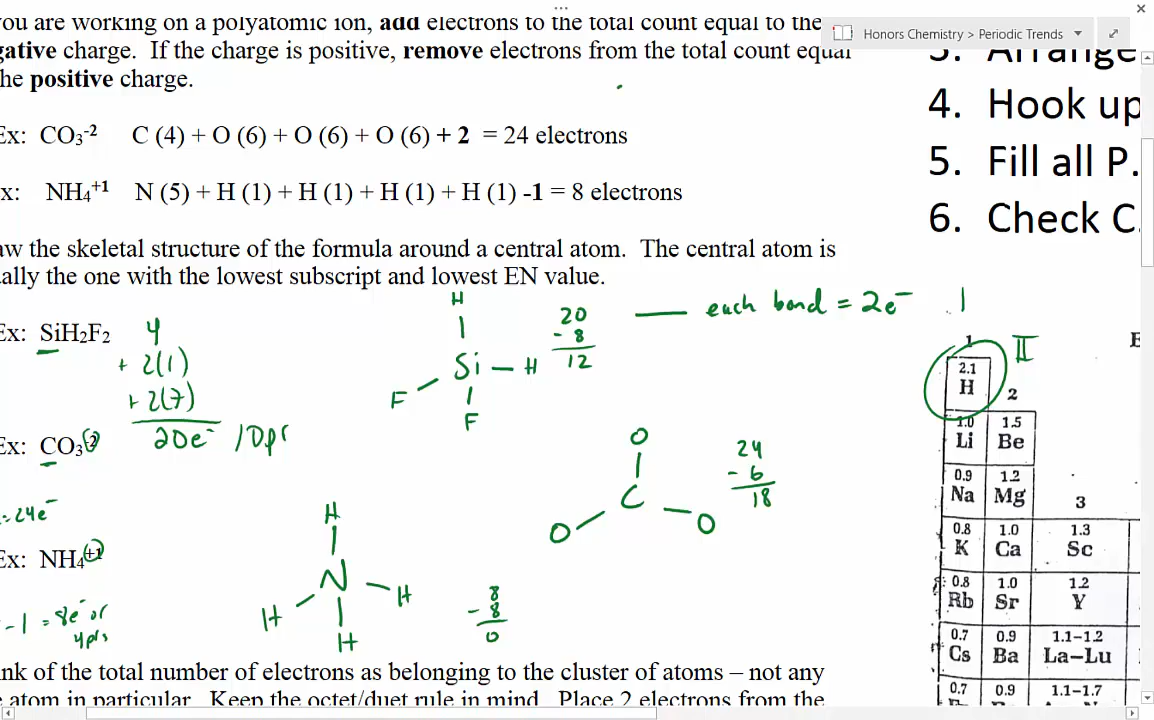 you are working on a polyatomic ion, add electrons to the total count equal to the
gative charge. If the charge is positive, remove electrons from the total count equal
he positive charge.
Honors Chemistry > Periodic Trends
3. Arrange
4. Hook up
5. Fill all P.
6. Check C
Ex: CO₃⁻² C (4) + O (6) + O (6) + O (6) + 2 = 24 electrons
x: NH₄⁺¹ N (5) + H (1) + H (1) + H (1) + H (1) -1 = 8 electrons
aw the skeletal structure of the formula around a central atom. The central atom is
ally the one with the lowest subscript and lowest EN value.
Ex: SiH₂F₂
4
+ 2(1)
+ 2(7)
20e⁻ 10pr
H
Si – H
F
F
20
- 8
12
each bond = 2e⁻
Ex: CO₃⁻²
= 24e⁻
O
C
O O
24
- 6
18
Ex: NH₄⁺¹
- 1 = 8e⁻ or
4prs
H
N
H H
H
8
- 8
0
1 II E
2.1
H 2
1.0 1.5
Li Be
0.9 1.2
Na Mg 3
0.8 1.0 1.3
K Ca Sc
0.8 1.0 1.2
Rb Sr Y
0.7 0.9 1.1–1.2
Cs Ba La–Lu
0.7 0.9 1.1–1.7
nk of the total number of electrons as belonging to the cluster of atoms – not any
atom in particular. Keep the octet/duet rule in mind. Place 2 electrons from the